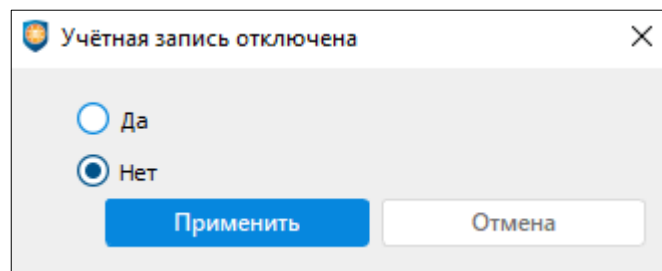 Учётная запись отключена
Да
Нет
Применить Отмена